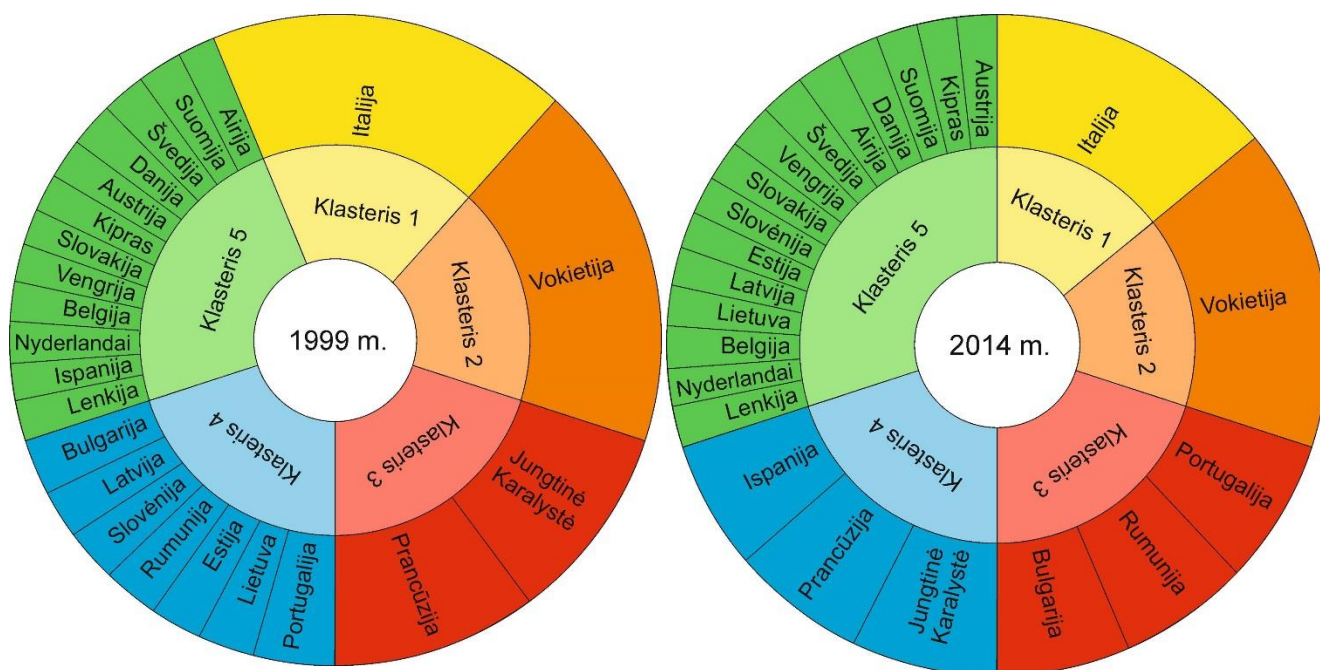 1999 m.
Klasteris 1
Italija
Klasteris 2
Vokietija
Klasteris 3
Jungtinė
Karalystė
Prancūzija
Klasteris 4
Portugalija
Lietuva
Estija
Rumunija
Slovėnija
Latvija
Bulgarija
Klasteris 5
Lenkija
Ispanija
Nyderlandai
Belgija
Vengrija
Slovakija
Kipras
Austrija
Danija
Švedija
Suomija
Airija
2014 m.
Klasteris 1
Italija
Klasteris 2
Vokietija
Klasteris 3
Portugalija
Rumunija
Bulgarija
Klasteris 4
Jungtinė
Karalystė
Prancūzija
Ispanija
Klasteris 5
Lenkija
Nyderlandai
Belgija
Lietuva
Latvija
Estija
Slovėnija
Slovakija
Vengrija
Švedija
Airija
Danija
Suomija
Kipras
Austrija